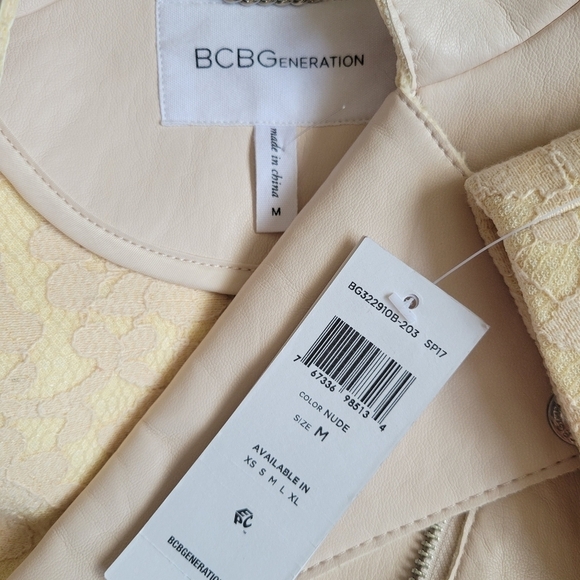 BCBGENERATION
made in china
M
BG322910B-203 SP17
7 67336 98513 4
COLOR NUDE
SIZE M
AVAILABLE IN
XS S M L XL
BCBGENERATION